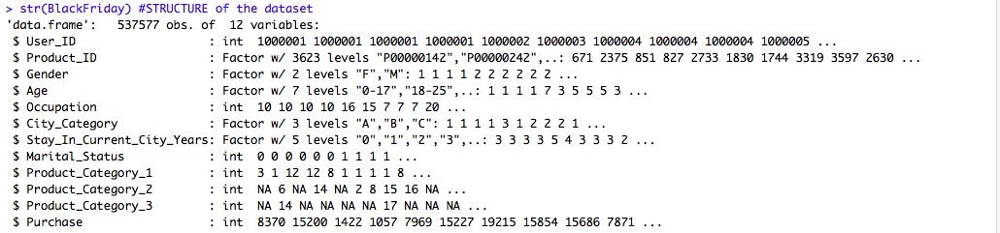 > str(BlackFriday) #STRUCTURE of the dataset
'data.frame':   537577 obs. of  12 variables:
 $ User_ID                   : int  1000001 1000001 1000001 1000001 1000002 1000003 1000004 1000004 1000004 1000005 ...
 $ Product_ID                : Factor w/ 3623 levels "P00000142","P00000242",..: 671 2375 851 827 2733 1830 1744 3319 3597 2630 ...
 $ Gender                    : Factor w/ 2 levels "F","M": 1 1 1 1 2 2 2 2 2 2 ...
 $ Age                       : Factor w/ 7 levels "0-17","18-25",..: 1 1 1 1 7 3 5 5 5 3 ...
 $ Occupation                : int  10 10 10 10 16 15 7 7 7 20 ...
 $ City_Category             : Factor w/ 3 levels "A","B","C": 1 1 1 1 3 1 2 2 2 1 ...
 $ Stay_In_Current_City_Years: Factor w/ 5 levels "0","1","2","3",..: 3 3 3 3 5 4 3 3 3 2 ...
 $ Marital_Status            : int  0 0 0 0 0 0 1 1 1 1 ...
 $ Product_Category_1        : int  3 1 12 12 8 1 1 1 1 8 ...
 $ Product_Category_2        : int  NA 6 NA 14 NA 2 8 15 16 NA ...
 $ Product_Category_3        : int  NA 14 NA NA NA NA 17 NA NA NA ...
 $ Purchase                  : int  8370 15200 1422 1057 7969 15227 19215 15854 15686 7871 ...